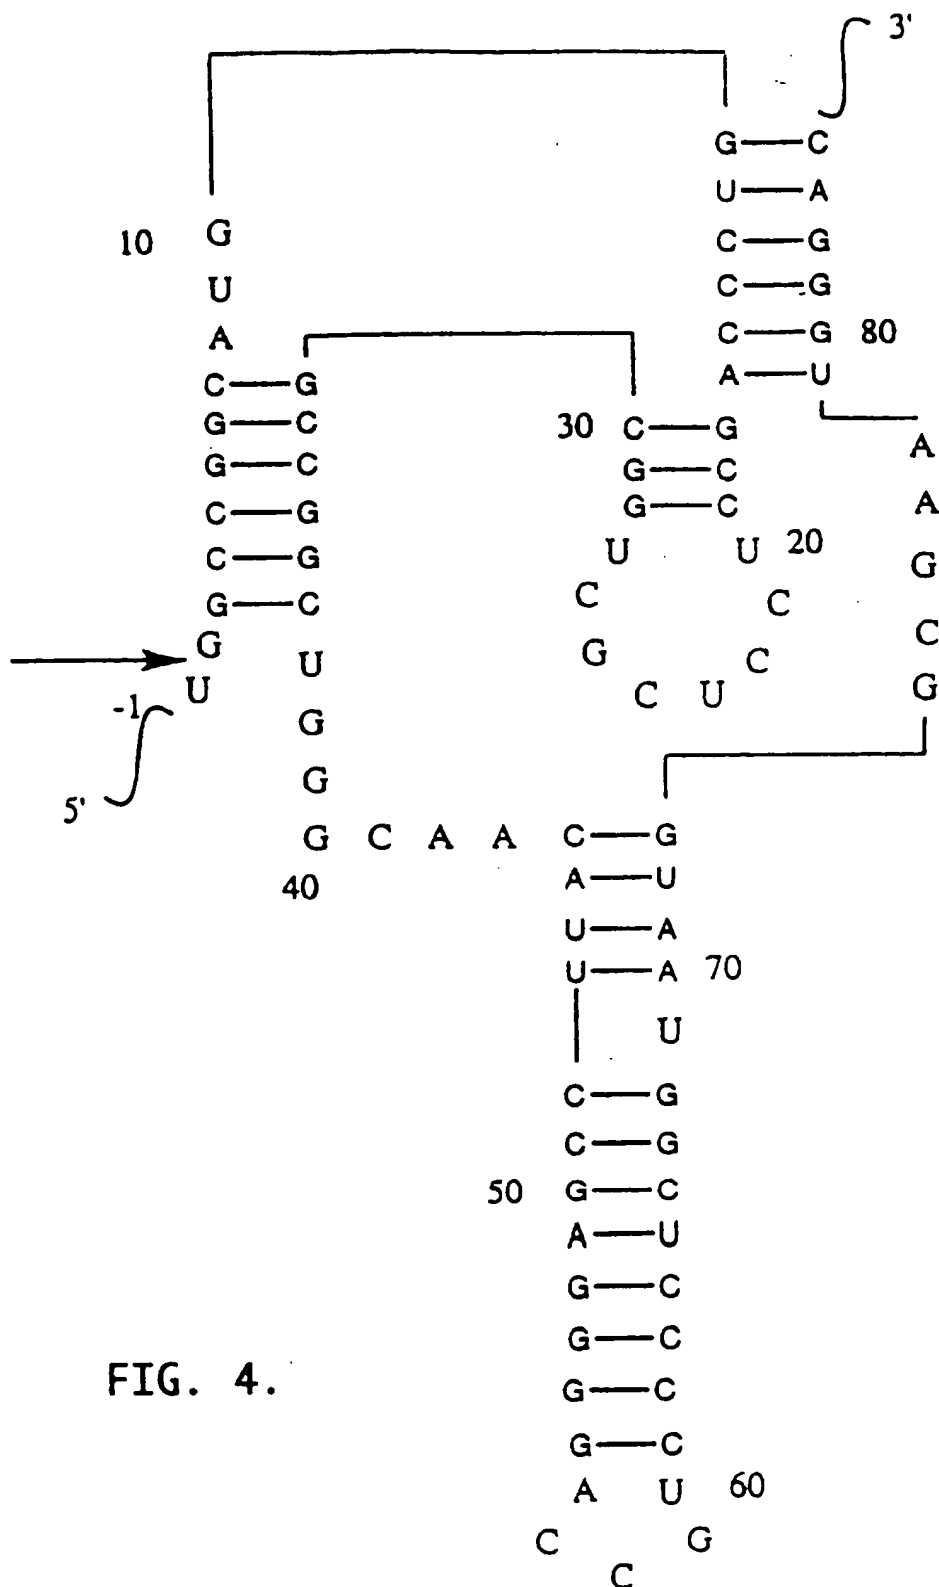 3'
G C
U A
10 G C G
U C G
A C G 80
C G A U
G C 30 C G A
G C G C
C G G C A
C G U U 20 G
G C C C C
G U G C
-1 U C U G
G
G
5'
G C A A C G
40 A U
U A
U A 70
U
C G
C G
50 G C
A U
G C
G C
FIG. 4.
G C
G C
A U 60
C G
C